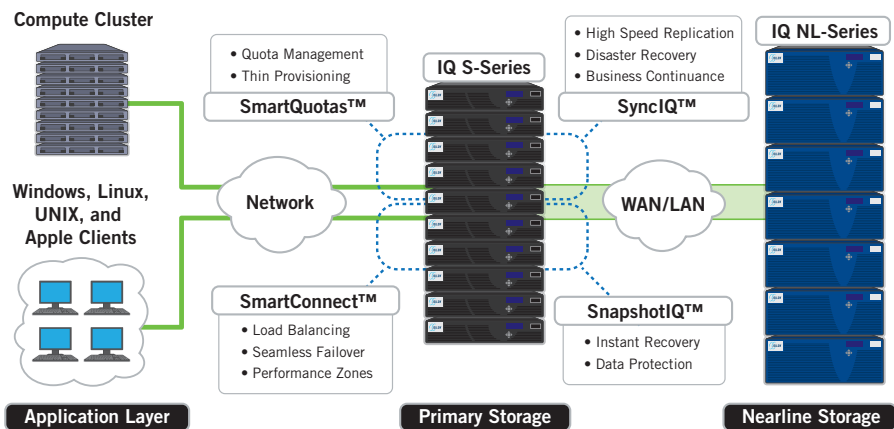 Compute Cluster
• Quota Management
• Thin Provisioning
SmartQuotas™
IQ S-Series
• High Speed Replication
• Disaster Recovery
• Business Continuance
SyncIQ™
IQ NL-Series
Windows, Linux,
UNIX, and
Apple Clients
Network
WAN/LAN
SmartConnect™
• Load Balancing
• Seamless Failover
• Performance Zones
SnapshotIQ™
• Instant Recovery
• Data Protection
Application Layer
Primary Storage
Nearline Storage